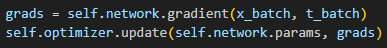 grads = self.network.gradient(x_batch, t_batch)
self.optimizer.update(self.network.params, grads)